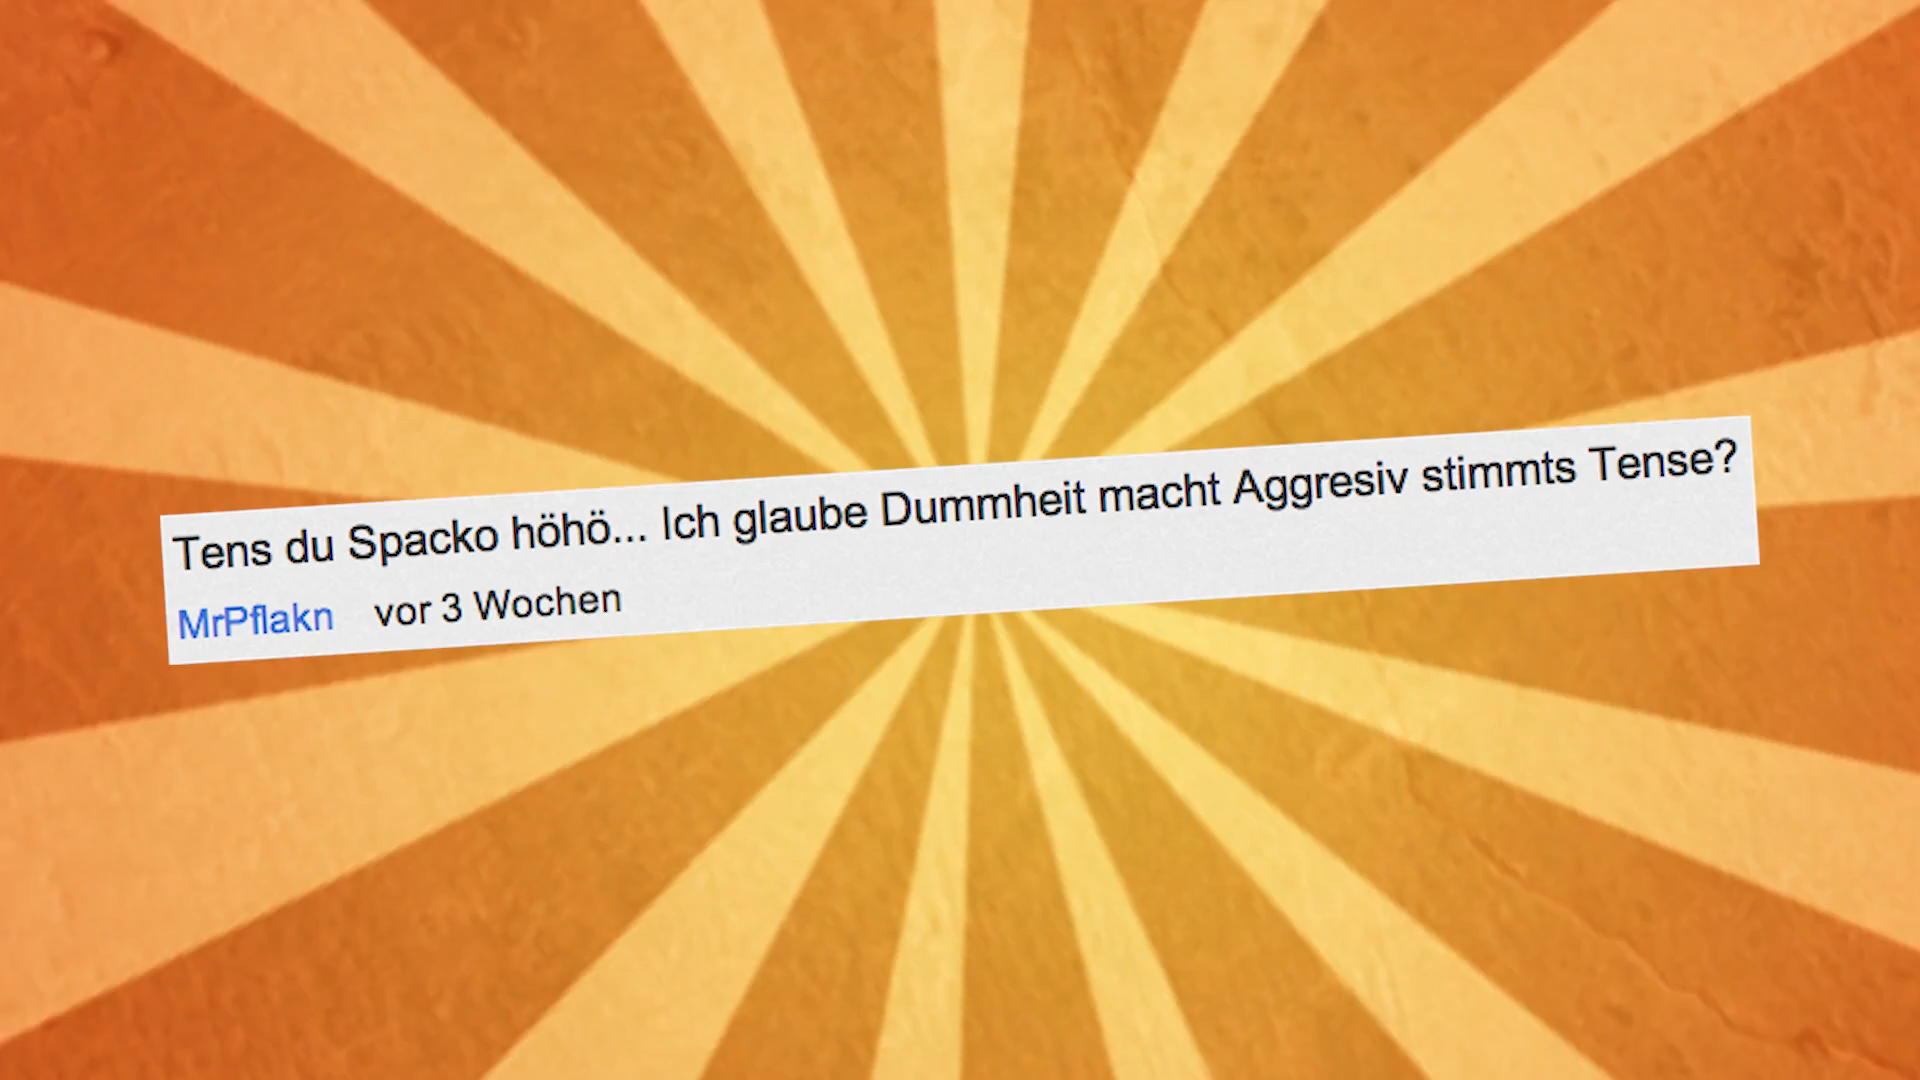 Tens du Spacko höhö... Ich glaube Dummheit macht Aggresiv stimmts Tense?
MrPflakn vor 3 Wochen